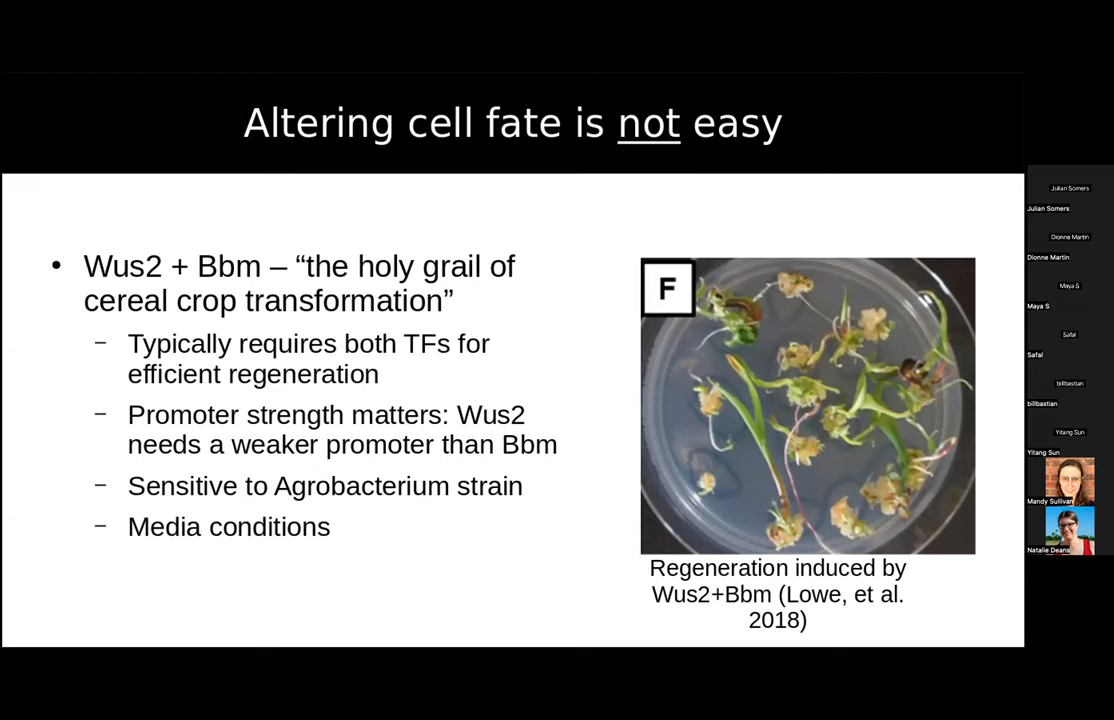 Altering cell fate is not easy
• Wus2 + Bbm – “the holy grail of
cereal crop transformation”
– Typically requires both TFs for
efficient regeneration
– Promoter strength matters: Wus2
needs a weaker promoter than Bbm
– Sensitive to Agrobacterium strain
– Media conditions
F
Regeneration induced by
Wus2+Bbm (Lowe, et al.
2018)
Julian Somers
Julian Somers
Dionne Martin
Dionne Martin
Maya S
Maya S
Safal
Safal
billbastian
billbastian
Yitang Sun
Yitang Sun
Mandy Sullivan
Natalie Deans